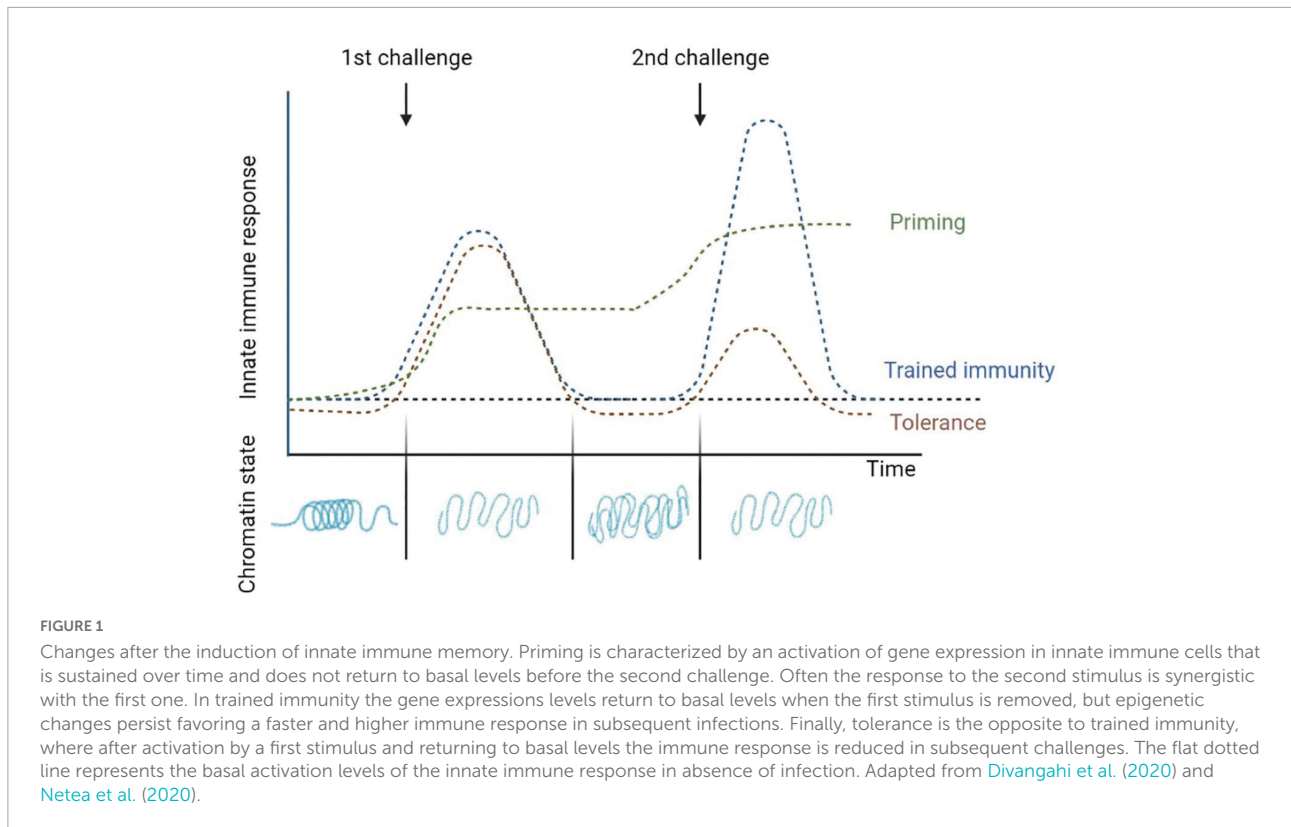 1st challenge
2nd challenge
Innate immune response
Priming
Trained immunity
Tolerance
Time
Chromatin state
FIGURE 1
Changes after the induction of innate immune memory. Priming is characterized by an activation of gene expression in innate immune cells that
is sustained over time and does not return to basal levels before the second challenge. Often the response to the second stimulus is synergistic
with the first one. In trained immunity the gene expressions levels return to basal levels when the first stimulus is removed, but epigenetic
changes persist favoring a faster and higher immune response in subsequent infections. Finally, tolerance is the opposite to trained immunity,
where after activation by a first stimulus and returning to basal levels the immune response is reduced in subsequent challenges. The flat dotted
line represents the basal activation levels of the innate immune response in absence of infection. Adapted from Divangahi et al. (2020) and
Netea et al. (2020).